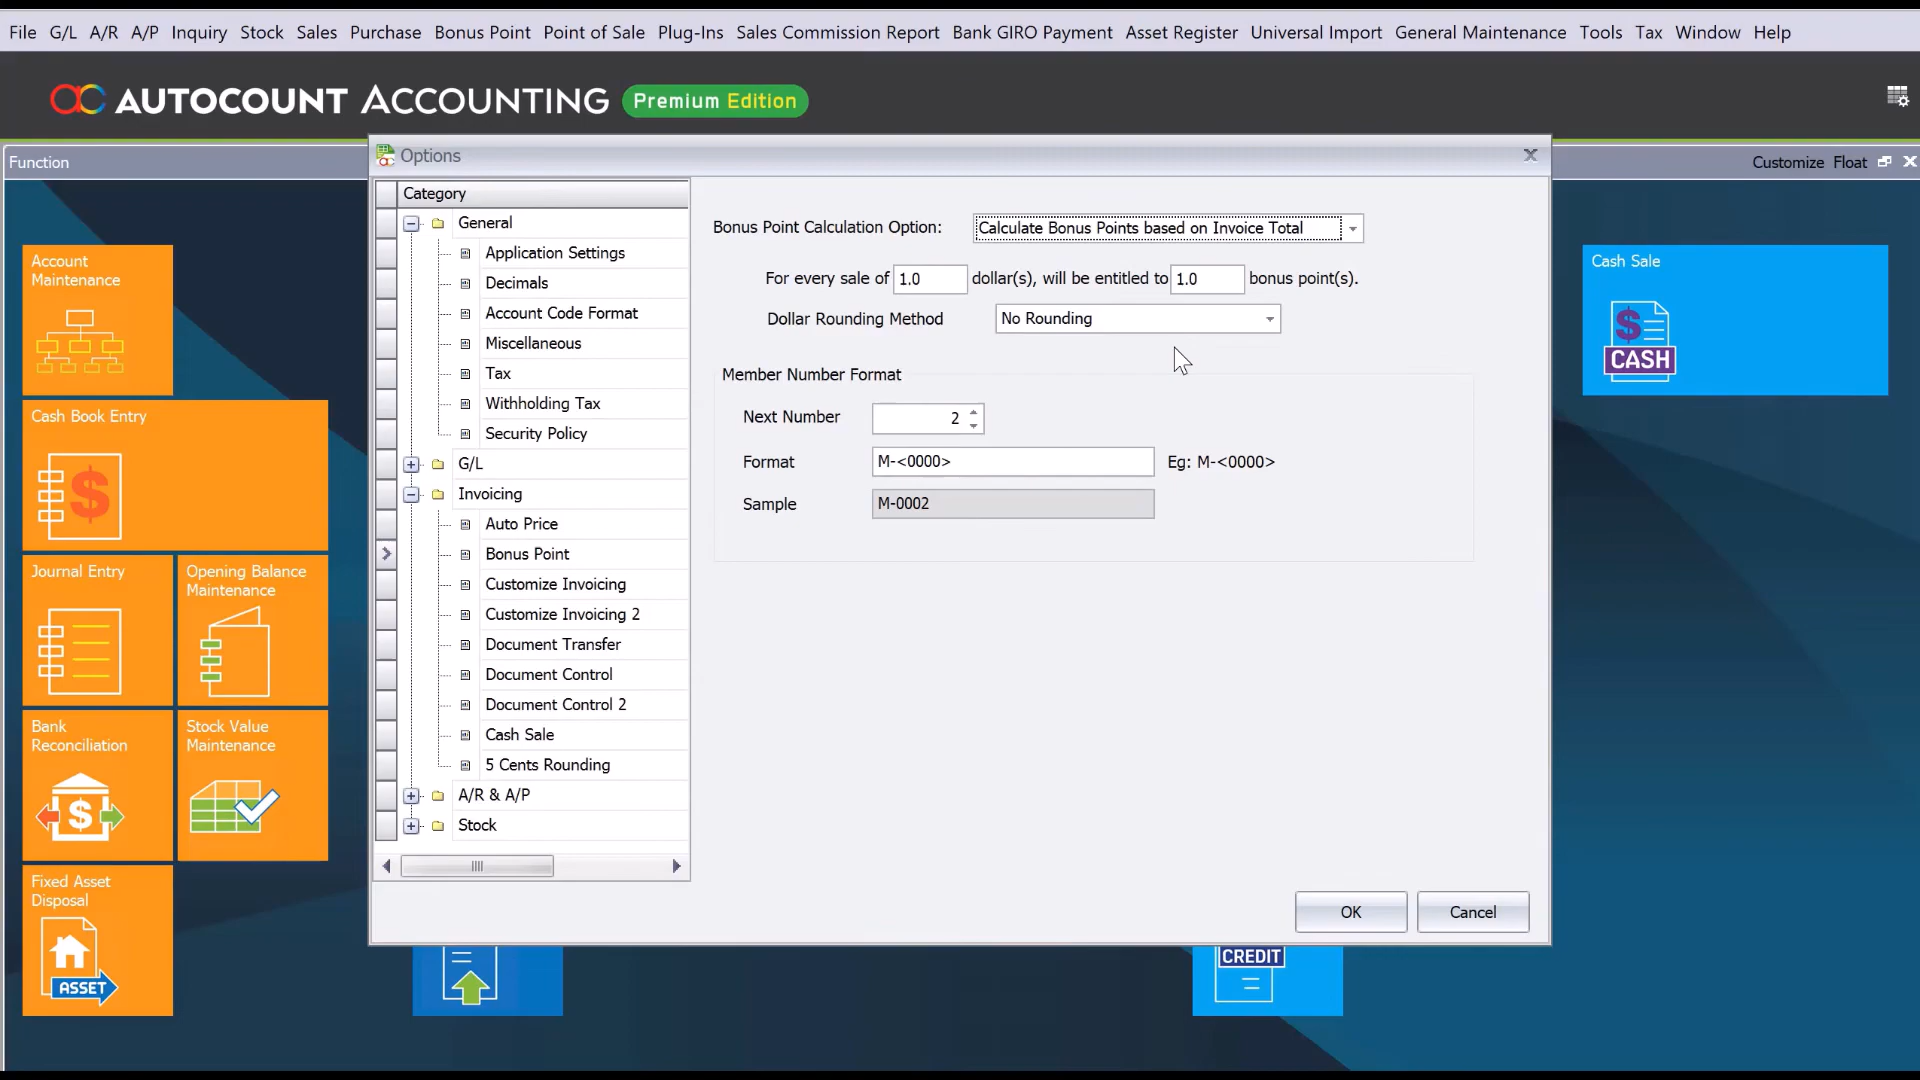 File G/L A/R A/P Inquiry Stock Sales Purchase Bonus Point Point of Sale Plug-Ins Sales Commission Report Bank GIRO Payment Asset Register Universal Import General Maintenance Tools Tax Window Help
ac AUTOCOUNT ACCOUNTING Premium Edition
Function
Customize Float
Options
Category
General
Application Settings
Decimals
Account Code Format
Miscellaneous
Tax
Withholding Tax
Security Policy
G/L
Invoicing
Auto Price
Bonus Point
Customize Invoicing
Customize Invoicing 2
Document Transfer
Document Control
Document Control 2
Cash Sale
5 Cents Rounding
A/R & A/P
Stock
Bonus Point Calculation Option: Calculate Bonus Points based on Invoice Total
For every sale of 1.0 dollar(s), will be entitled to 1.0 bonus point(s).
Dollar Rounding Method No Rounding
Member Number Format
Next Number 2
Format M-<0000> Eg: M-<0000>
Sample M-0002
OK Cancel
Account
Maintenance
Cash Book Entry
$
Journal Entry
Opening Balance
Maintenance
Bank
Reconciliation
$
Stock Value
Maintenance
Fixed Asset
Disposal
ASSET
Cash Sale
$
CASH
CREDIT